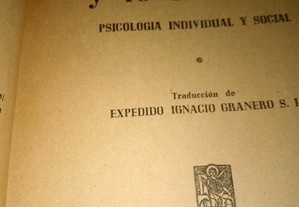 y
PSICOLOGIA INDIVIDUAL Y SOCIAL
Traducción de
EXPEDIDO IGNACIO GRANERO S. I.